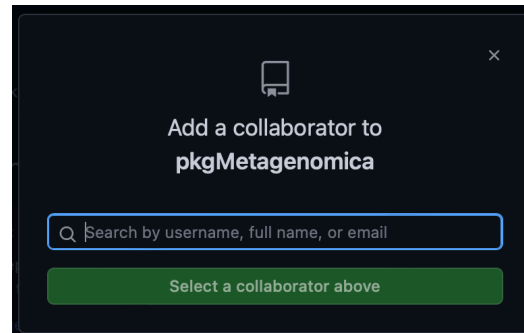 Add a collaborator to
pkgMetagenomica
Search by username, full name, or email
Select a collaborator above